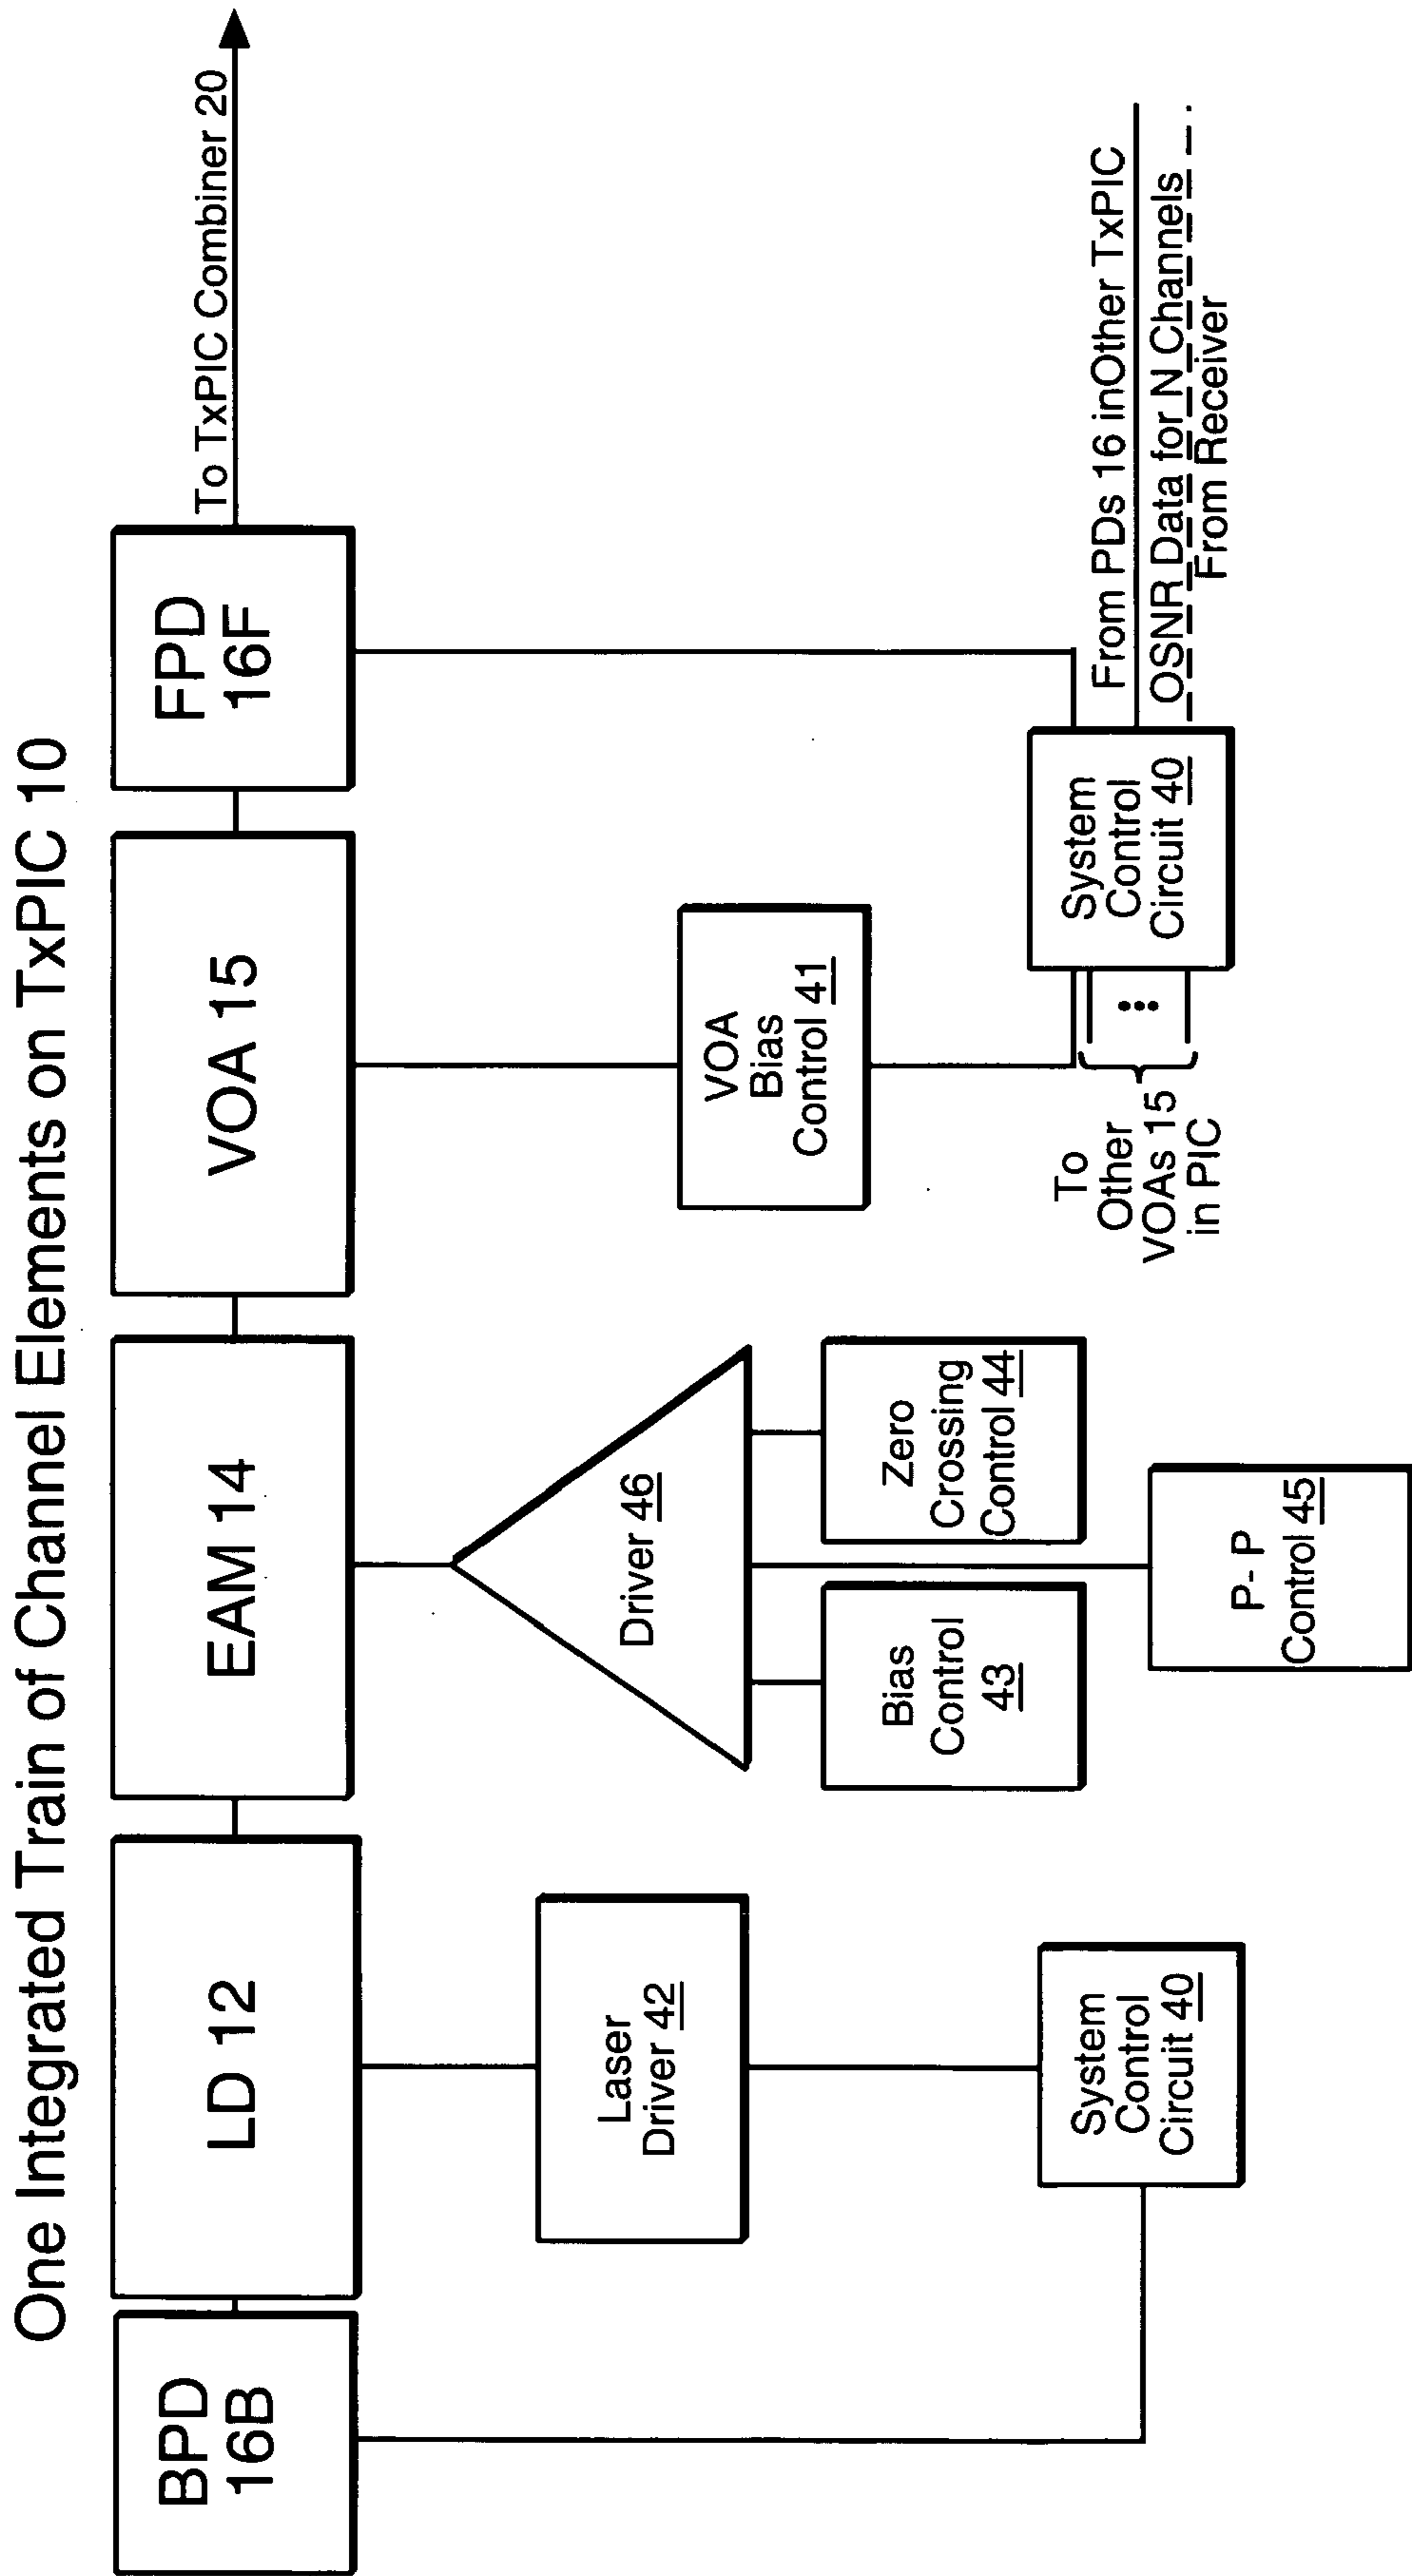 One Integrated Train of Channel Elements on TxPIC 10
BPD
16B
LD 12
EAM 14
VOA 15
FPD
16F
To TxPIC Combiner 20
Laser
Driver 42
Driver 46
VOA
Bias
Control 41
Bias
Control
43
Zero
Crossing
Control 44
P- P
Control 45
System
Control
Circuit 40
To
Other
VOAs 15
in PIC
System
Control
Circuit 40
From PDs 16 inOther TxPIC
OSNR Data for N Channels
From Receiver